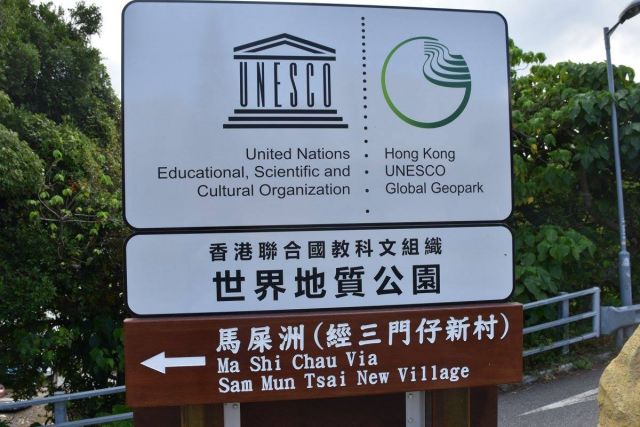 UNESCO
United Nations
Educational, Scientific and
Cultural Organization
Hong Kong
UNESCO
Global Geopark
香港聯合國教科文組織
世界地質公園
馬屎洲(經三門仔新村)
Ma Shi Chau Via
Sam Mun Tsai New Village